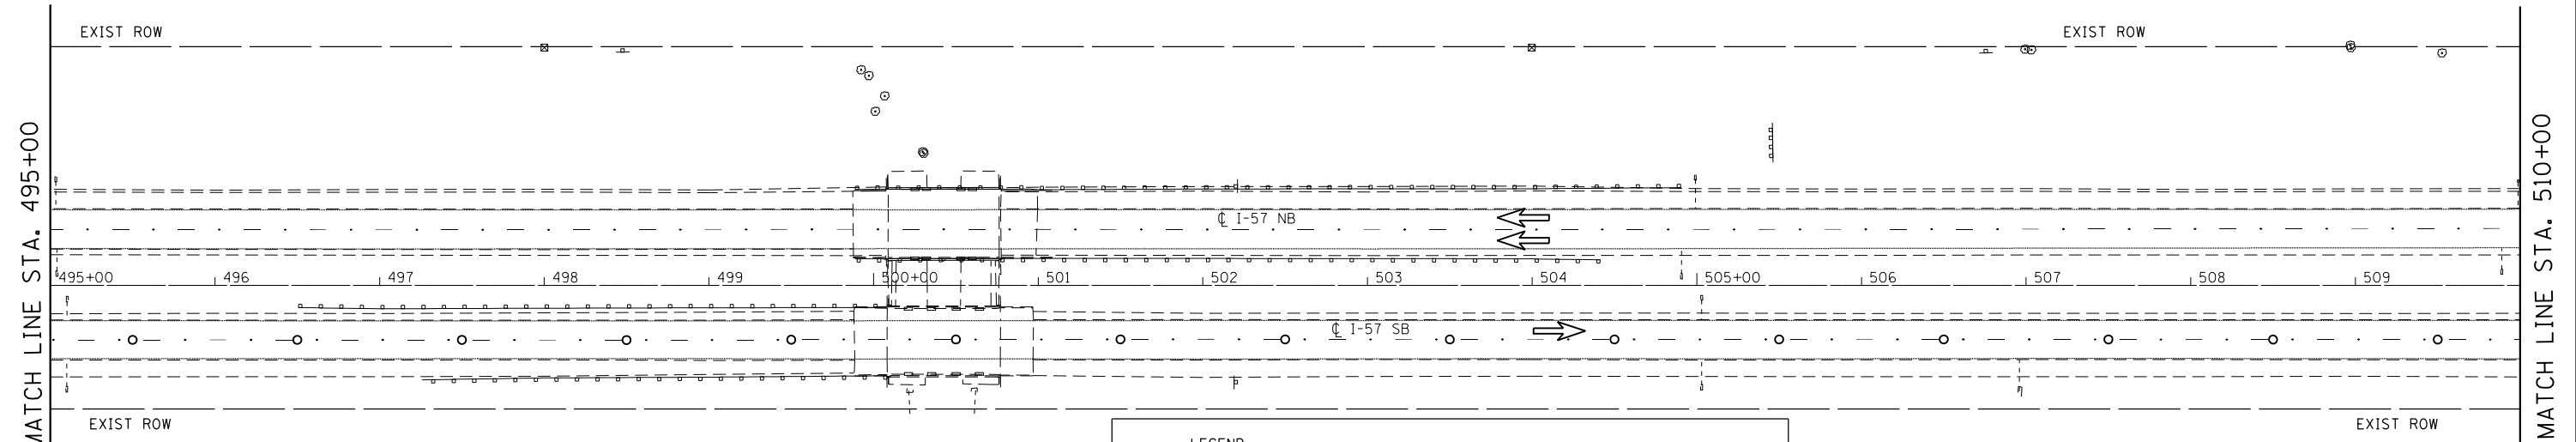 EXIST ROW
EXIST ROW
MATCH LINE STA. 495+00
MATCH LINE STA. 510+00
℄ I-57 NB
495+00 496 497 498 499 500+00 501 502 503 504 505+00 506 507 508 509
℄ I-57 SB
EXIST ROW
EXIST ROW
LEGEND